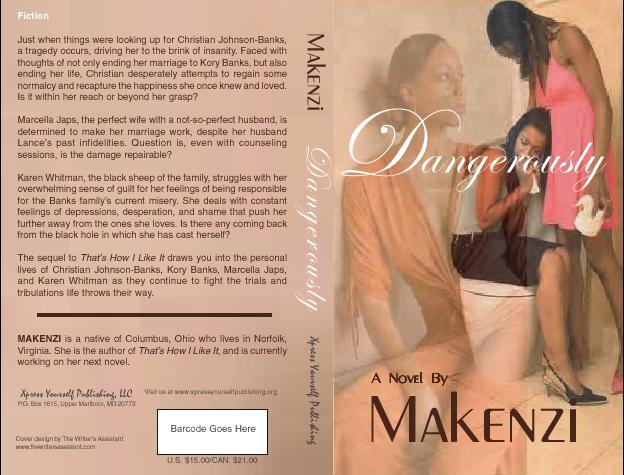 Fiction
Just when things were looking up for Christian Johnson-Banks,
a tragedy occurs, driving her to the brink of insanity. Faced with
thoughts of not only ending her marriage to Kory Banks, but also
ending her life, Christian desperately attempts to regain some
normalcy and recapture the happiness she once knew and loved.
Is it within her reach or beyond her grasp?
Marcella Japs, the perfect wife with a not-so-perfect husband, is
determined to make her marriage work, despite her husband
Lance's past infidelities. Question is, even with counseling
sessions, is the damage repairable?
Karen Whitman, the black sheep of the family, struggles with her
overwhelming sense of guilt for her feelings of being responsible
for the Banks family's current misery. She deals with constant
feelings of depressions, desperation, and shame that push her
further away from the ones she loves. Is there any coming back
from the black hole in which she has cast herself?
The sequel to That's How I Like It draws you into the personal
lives of Christian Johnson-Banks, Kory Banks, Marcella Japs,
and Karen Whitman as they continue to fight the trials and
tribulations life throws their way.
MAKENZI is a native of Columbus, Ohio who lives in Norfolk,
Virginia. She is the author of That's How I Like It, and is currently
working on her next novel.
Xpress Yourself Publishing, LLC
P.O. Box 1615, Upper Marlboro, MD 20773
Visit us at www.xpressyourselfpublishing.org
Cover design by The Writer's Assistant
www.thewritersassistant.com
Barcode Goes Here
U.S. $15.00/CAN. $21.00
MAKENZI
Dangerously
Xpress Yourself Publishing
Dangerously
A Novel By
MAKENZI